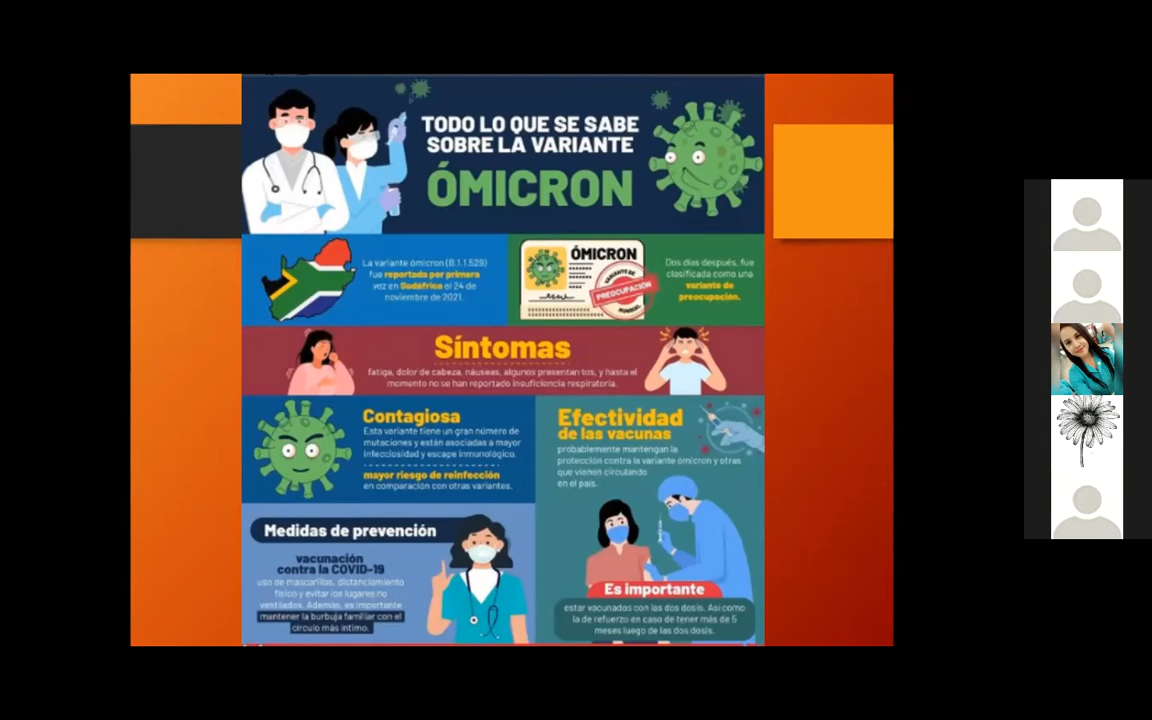 TODO LO QUE SE SABE
SOBRE LA VARIANTE
ÓMICRON
La variante ómicron (B.1.1.529)
fue reportada por primera
vez en Sudáfrica el 24 de
noviembre de 2021.
ÓMICRON
VARIANTE DE
PREOCUPACIÓN
MUNDIAL
Dos días después, fue
clasificada como una
variante de
preocupación.
Síntomas
fatiga, dolor de cabeza, náuseas, algunos presentan tos, y hasta el
momento no se han reportado insuficiencia respiratoria.
Contagiosa
Esta variante tiene un gran número de
mutaciones y están asociadas a mayor
infecciosidad y escape inmunológico.
mayor riesgo de reinfección
en comparación con otras variantes.
Efectividad
de las vacunas
probablemente mantengan la
protección contra la variante ómicron y otras
que vienen circulando
en el país.
Medidas de prevención
vacunación
contra la COVID-19
uso de mascarillas, distanciamiento
físico y evitar los lugares no
ventilados. Además, es importante
mantener la burbuja familiar con el
círculo más íntimo.
Es importante
estar vacunados con las dos dosis. Así como
la de refuerzo en caso de tener más de 5
meses luego de las dos dosis.